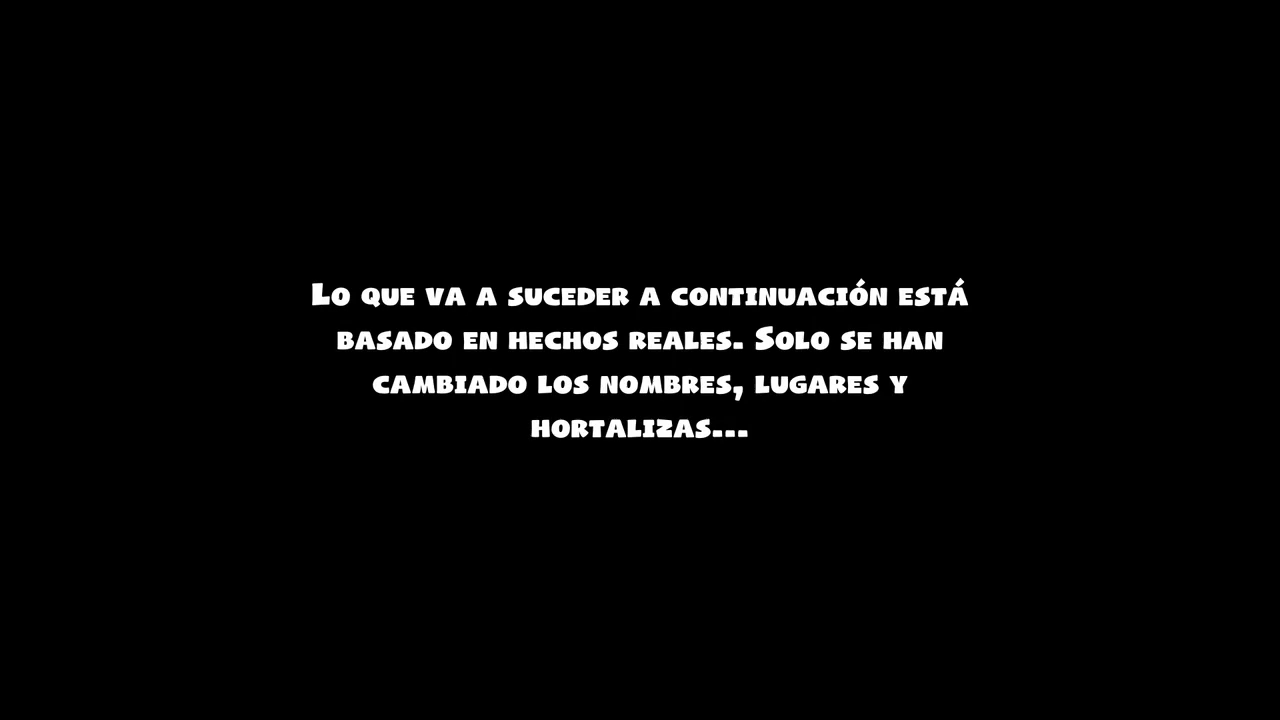 Lo que va a suceder a continuación está
basado en hechos reales. Solo se han
cambiado los nombres, lugares y
hortalizas...